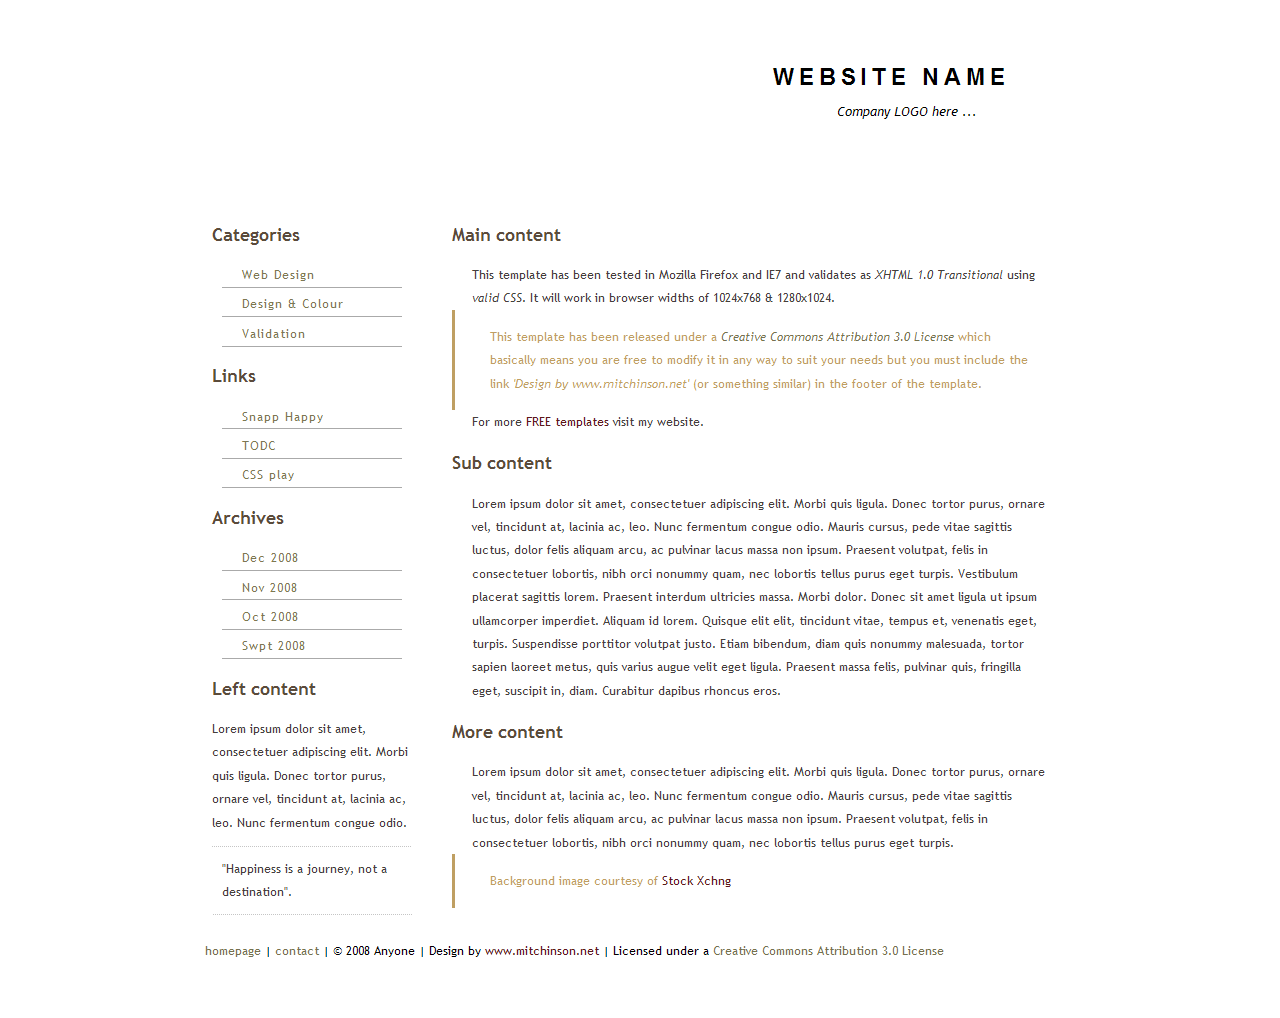 WEBSITE NAME
Company LOGO here ...
Categories
Web Design
Design & Colour
Validation
Links
Snapp Happy
TODC
CSS play
Archives
Dec 2008
Nov 2008
Oct 2008
Swpt 2008
Left content
Lorem ipsum dolor sit amet,
consectetuer adipiscing elit. Morbi
quis ligula. Donec tortor purus,
ornare vel, tincidunt at, lacinia ac,
leo. Nunc fermentum congue odio.
"Happiness is a journey, not a
destination".
Main content
This template has been tested in Mozilla Firefox and IE7 and validates as XHTML 1.0 Transitional using
valid CSS. It will work in browser widths of 1024x768 & 1280x1024.
This template has been released under a Creative Commons Attribution 3.0 License which
basically means you are free to modify it in any way to suit your needs but you must include the
link 'Design by www.mitchinson.net' (or something similar) in the footer of the template.
For more FREE templates visit my website.
Sub content
Lorem ipsum dolor sit amet, consectetuer adipiscing elit. Morbi quis ligula. Donec tortor purus, ornare
vel, tincidunt at, lacinia ac, leo. Nunc fermentum congue odio. Mauris cursus, pede vitae sagittis
luctus, dolor felis aliquam arcu, ac pulvinar lacus massa non ipsum. Praesent volutpat, felis in
consectetuer lobortis, nibh orci nonummy quam, nec lobortis tellus purus eget turpis. Vestibulum
placerat sagittis lorem. Praesent interdum ultricies massa. Morbi dolor. Donec sit amet ligula ut ipsum
ullamcorper imperdiet. Aliquam id lorem. Quisque elit elit, tincidunt vitae, tempus et, venenatis eget,
turpis. Suspendisse porttitor volutpat justo. Etiam bibendum, diam quis nonummy malesuada, tortor
sapien laoreet metus, quis varius augue velit eget ligula. Praesent massa felis, pulvinar quis, fringilla
eget, suscipit in, diam. Curabitur dapibus rhoncus eros.
More content
Lorem ipsum dolor sit amet, consectetuer adipiscing elit. Morbi quis ligula. Donec tortor purus, ornare
vel, tincidunt at, lacinia ac, leo. Nunc fermentum congue odio. Mauris cursus, pede vitae sagittis
luctus, dolor felis aliquam arcu, ac pulvinar lacus massa non ipsum. Praesent volutpat, felis in
consectetuer lobortis, nibh orci nonummy quam, nec lobortis tellus purus eget turpis.
Background image courtesy of Stock Xchng
homepage | contact | © 2008 Anyone | Design by www.mitchinson.net | Licensed under a Creative Commons Attribution 3.0 License